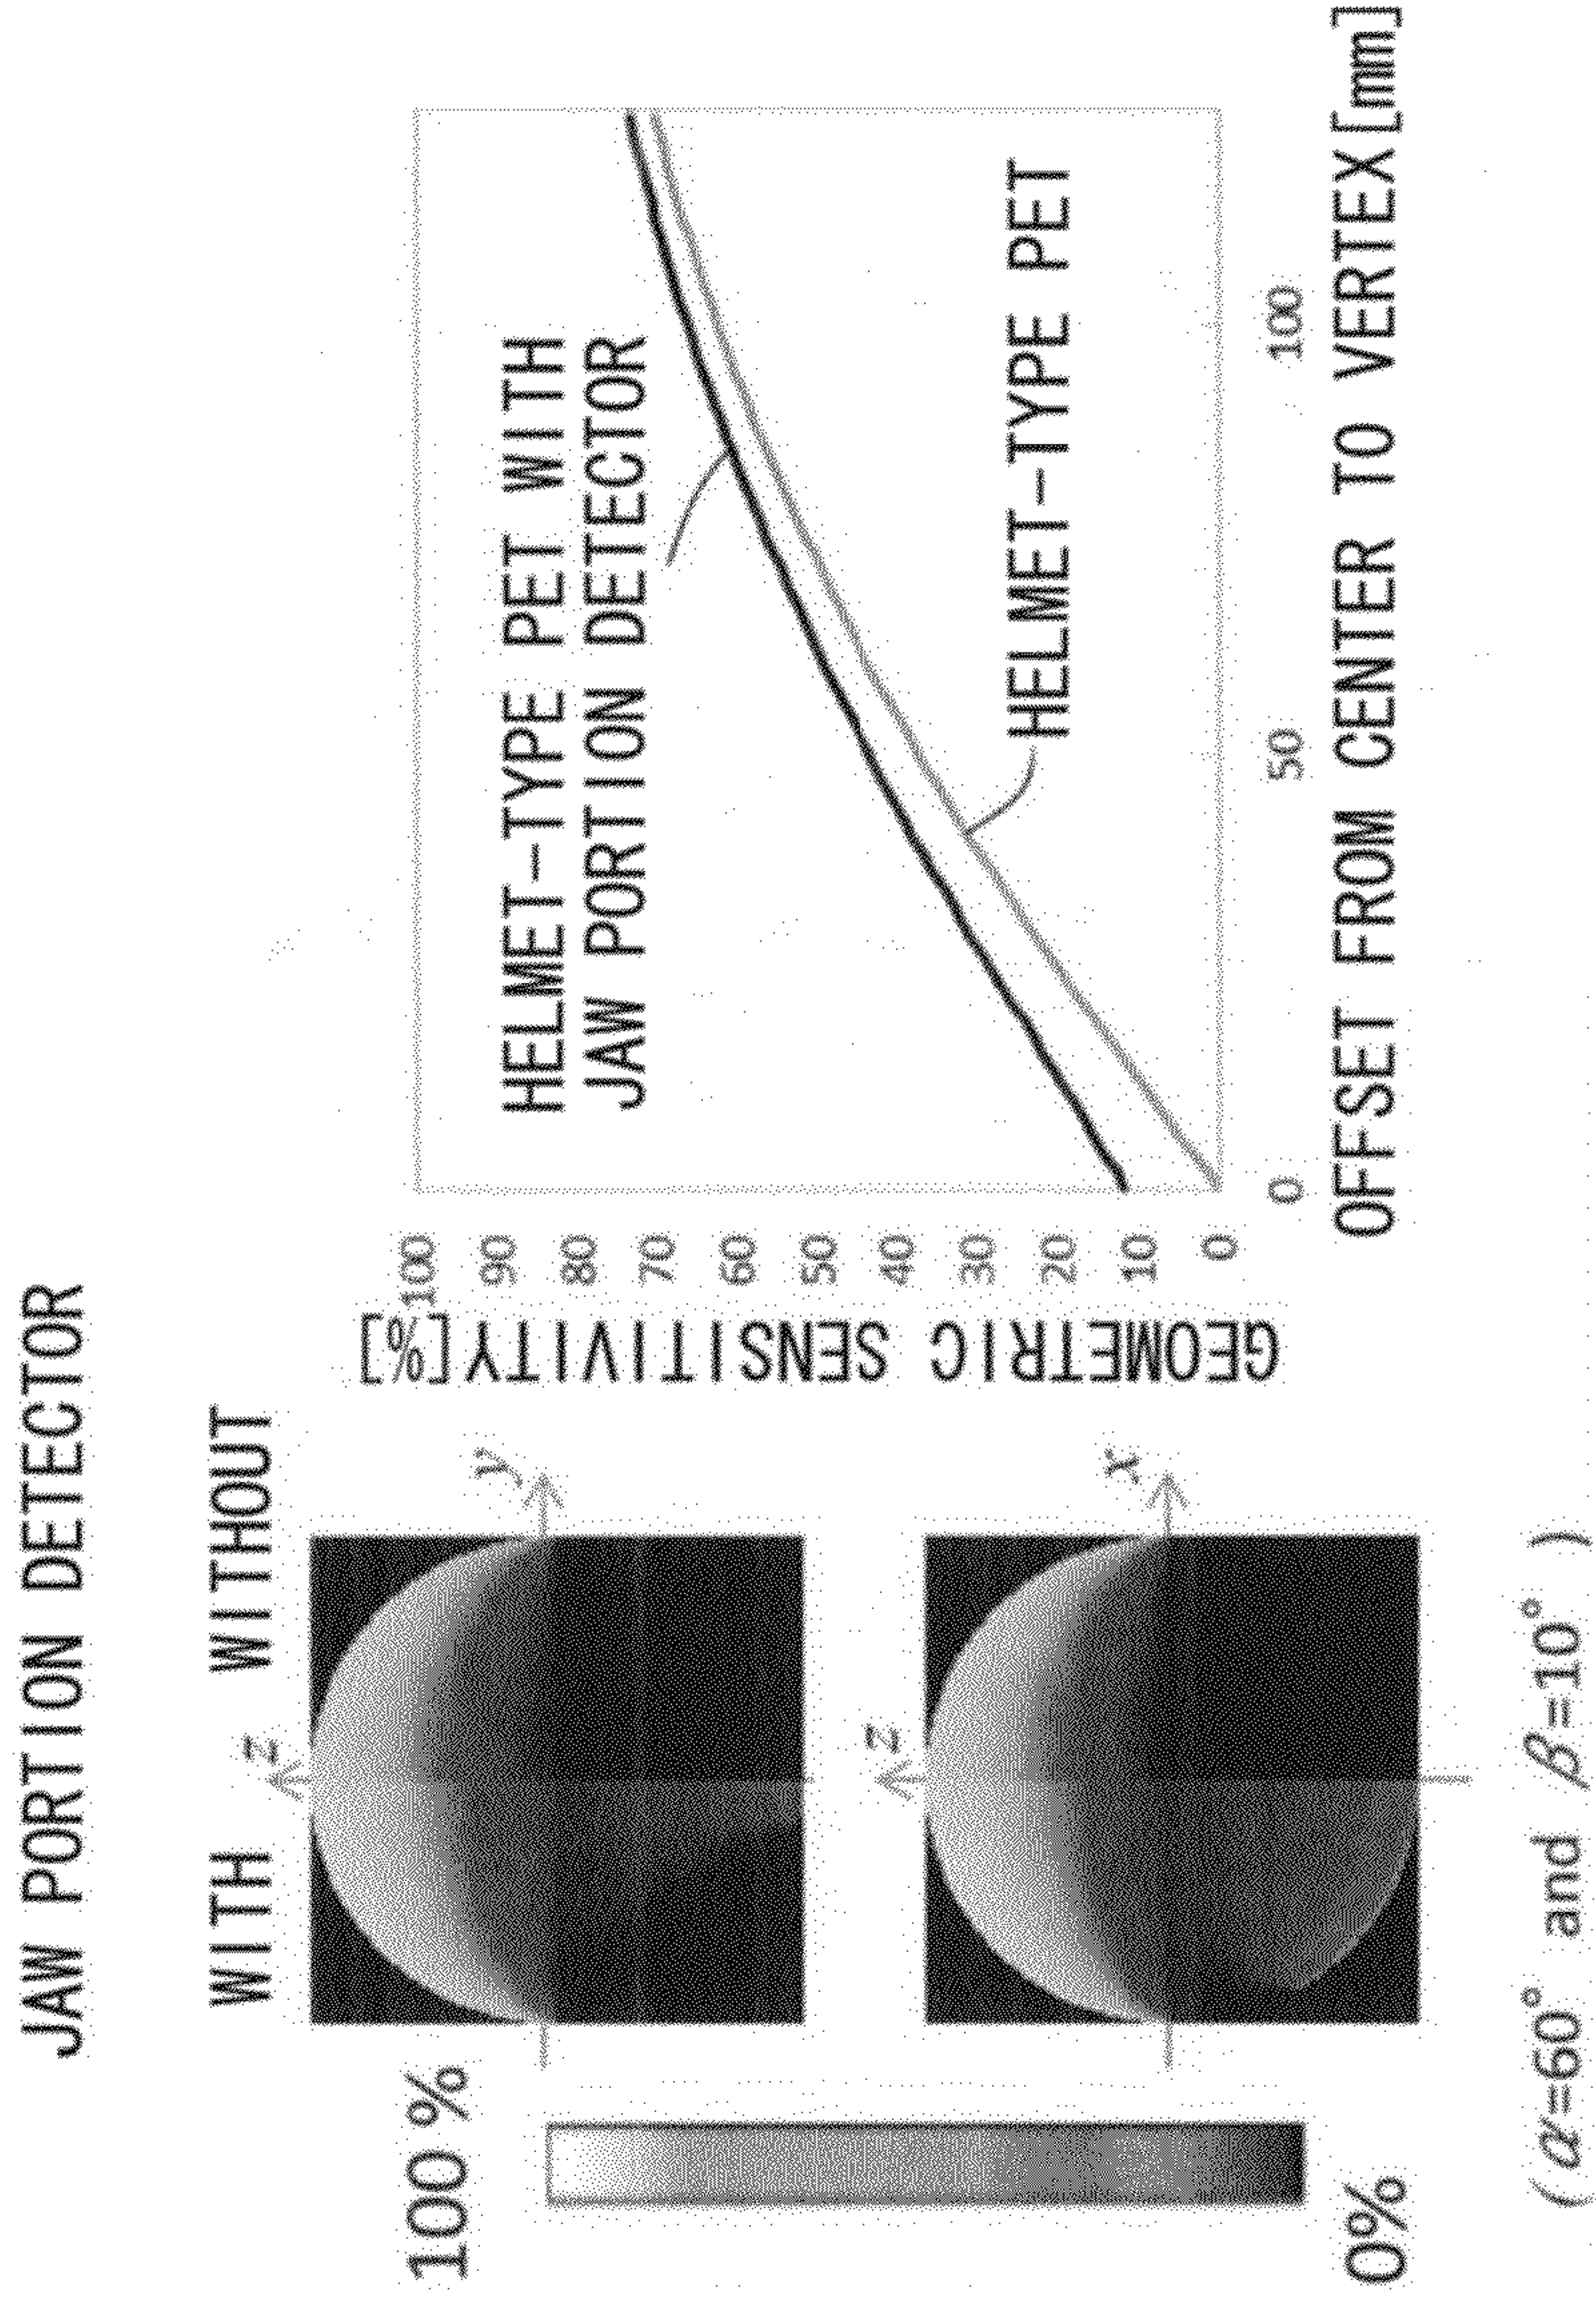 JAW PORTION DETECTOR
WITH WITHOUT
100 %
0%
z
y
z
x
GEOMETRIC SENSITIVITY[%]
100
90
80
70
60
50
40
30
20
10
0
HELMET-TYPE PET WITH
JAW PORTION DETECTOR
HELMET-TYPE PET
0 50 100
OFFSET FROM CENTER TO VERTEX[mm]
(α=60° and β=10° )